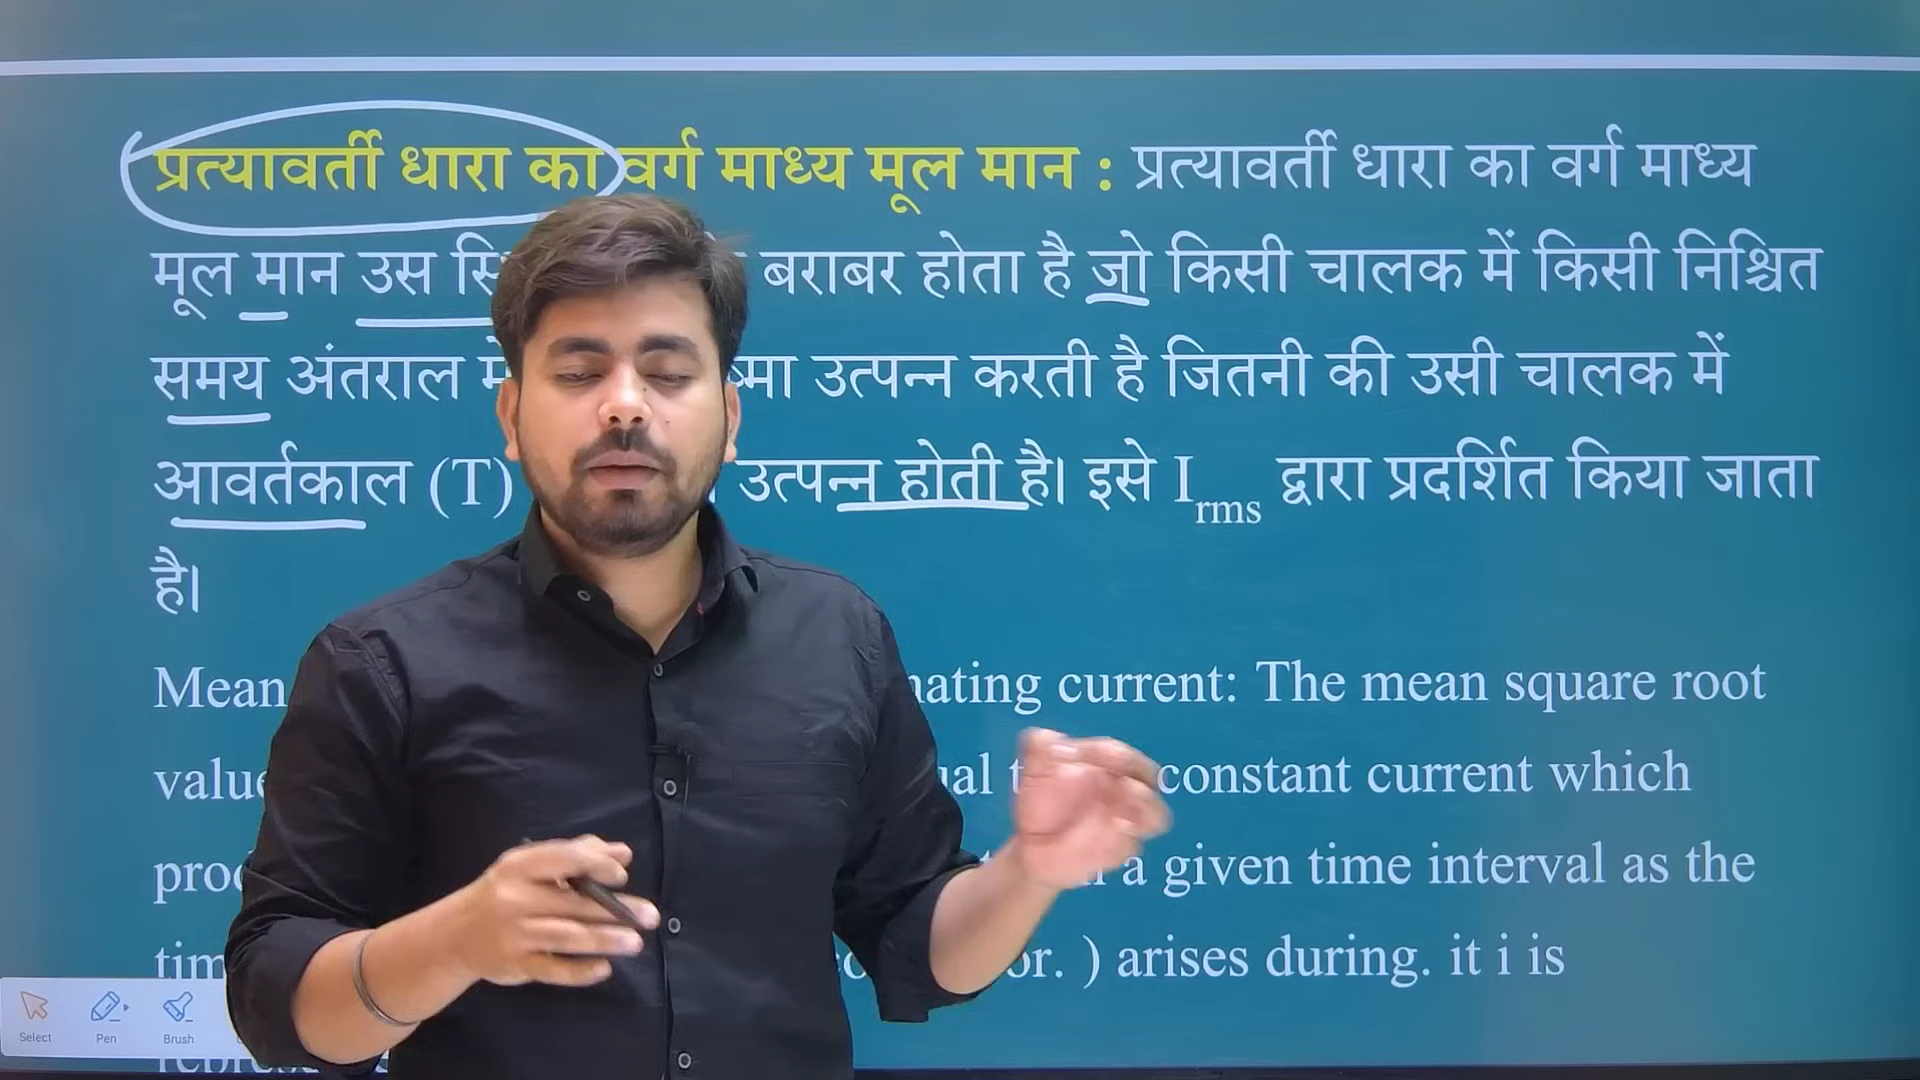 प्रत्यावर्ती धारा का वर्ग माध्य मूल मान : प्रत्यावर्ती धारा का वर्ग माध्य
मूल मान उस बराबर होता है जो किसी चालक में किसी निश्चित
समय अंतराल में उत्पन्न करती है जितनी की उसी चालक में
आवर्तकाल (T) उत्पन्न होती है। इसे Irms द्वारा प्रदर्शित किया जाता
है।
Mean current: The mean square root
value constant current which
a given time interval as the
) arises during. it i is
Select Pen Brush